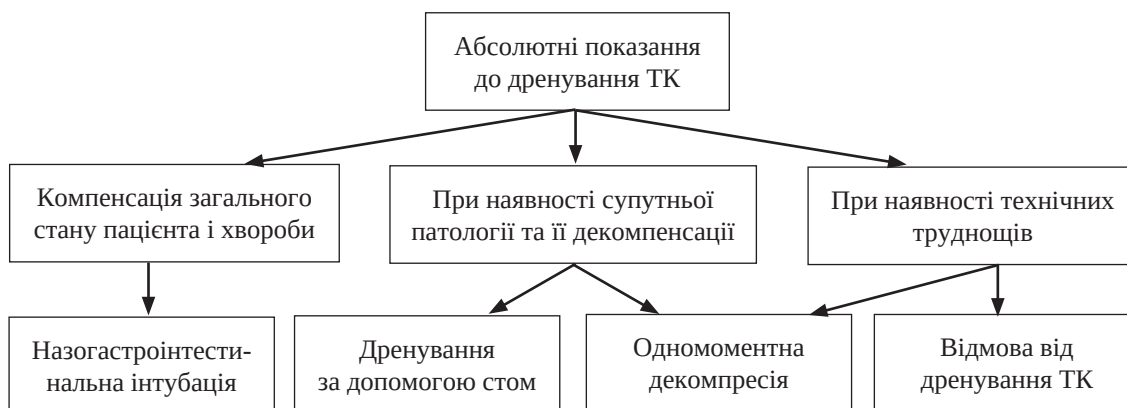 Абсолютні показання
до дренування ТК
Компенсація загального
стану пацієнта і хвороби
При наявності супутньої
патології та її декомпенсації
При наявності технічних
труднощів
Назогастроінтести-
нальна інтубація
Дренування
за допомогою стом
Одномоментна
декомпресія
Відмова від
дренування ТК